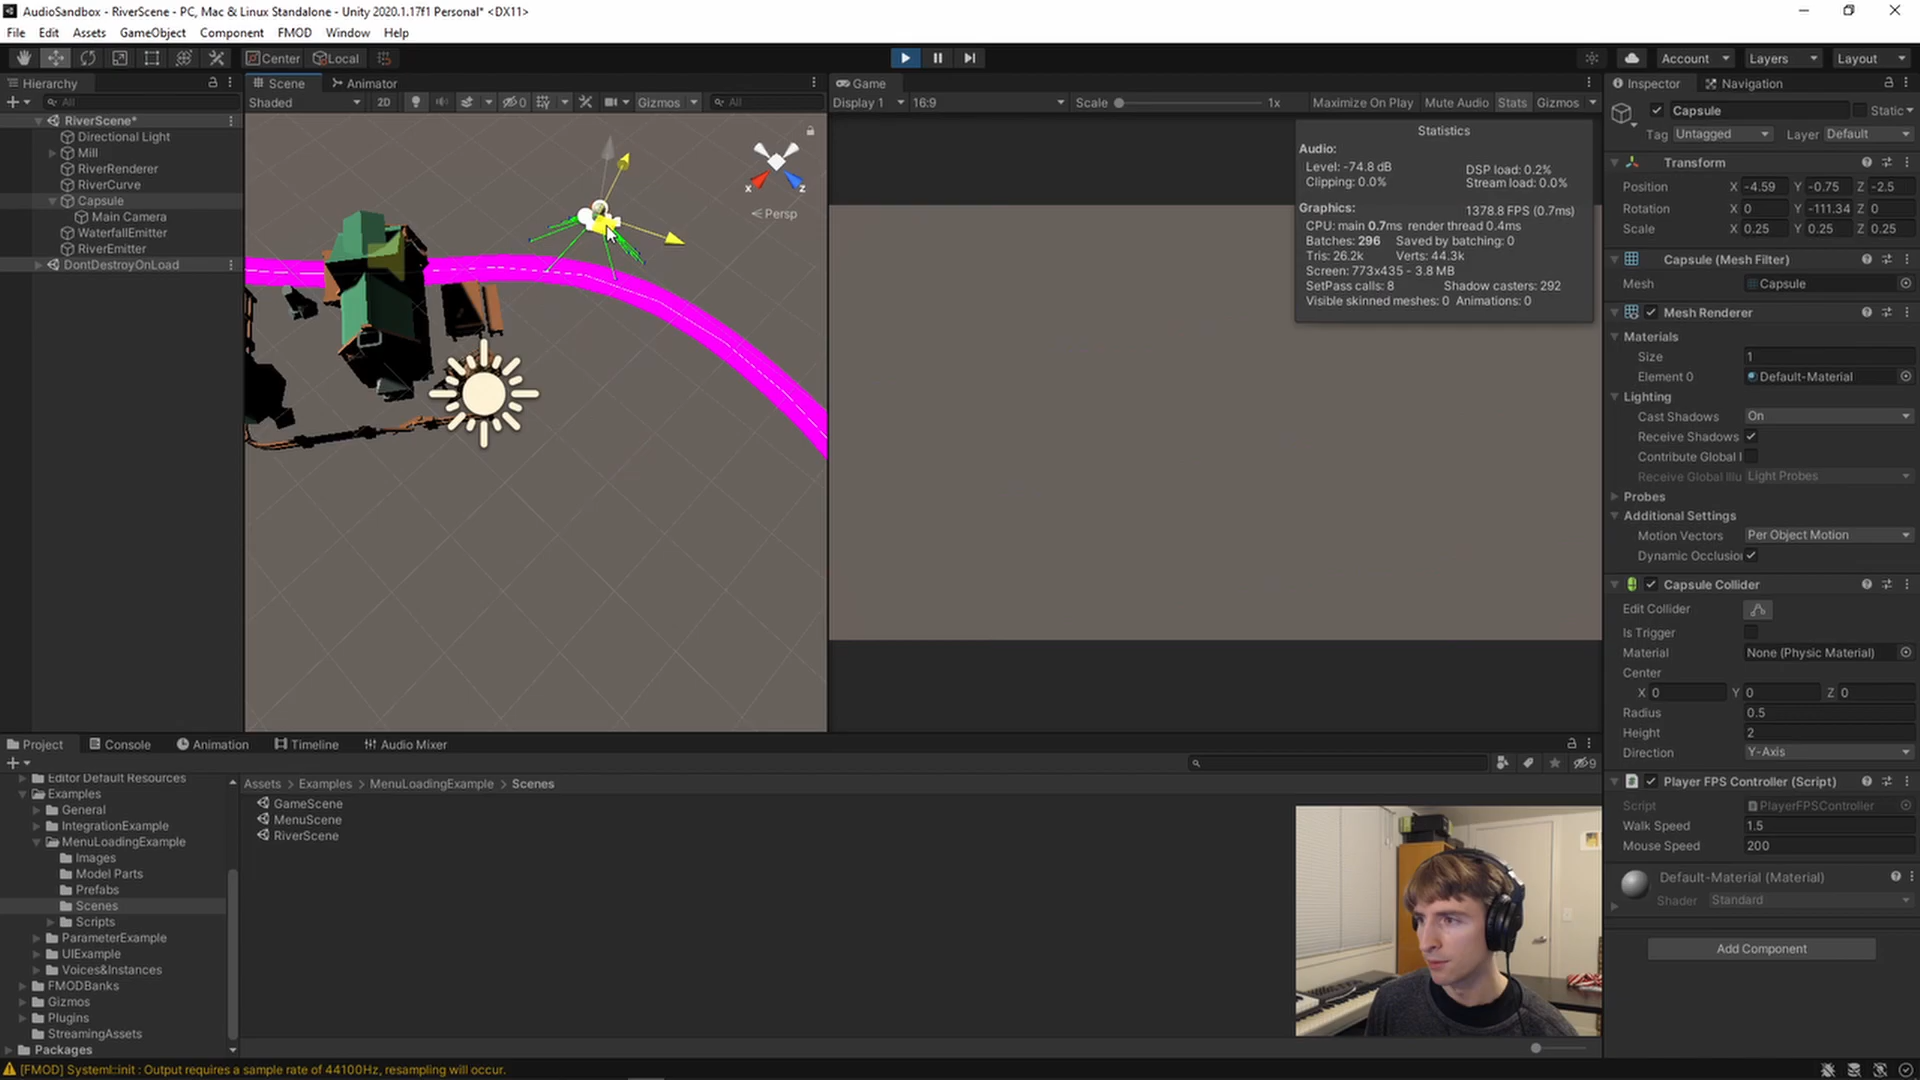 AudioSandbox - RiverScene - PC, Mac & Linux Standalone - Unity 2020.1.17f1 Personal* <DX11>
File Edit Assets GameObject Component FMOD Window Help
Center Local
Account Layers Layout
Hierarchy
All
RiverScene*
Directional Light
Mill
RiverRenderer
RiverCurve
Capsule
Main Camera
WaterfallEmitter
RiverEmitter
DontDestroyOnLoad
Scene Animator
Shaded 2D 0 Gizmos All
x z
Persp
Game
Display 1 16:9 Scale 1x Maximize On Play Mute Audio Stats Gizmos
Statistics
Audio:
Level: -74.8 dB DSP load: 0.2%
Clipping: 0.0% Stream load: 0.0%
Graphics: 1378.8 FPS (0.7ms)
CPU: main 0.7ms render thread 0.4ms
Batches: 296 Saved by batching: 0
Tris: 26.2k Verts: 44.3k
Screen: 773x435 - 3.8 MB
SetPass calls: 8 Shadow casters: 292
Visible skinned meshes: 0 Animations: 0
Inspector Navigation
Capsule Static
Tag Untagged Layer Default
Transform
Position X -4.59 Y -0.75 Z -2.5
Rotation X 0 Y -111.34 Z 0
Scale X 0.25 Y 0.25 Z 0.25
Capsule (Mesh Filter)
Mesh Capsule
Mesh Renderer
Materials
Size 1
Element 0 Default-Material
Lighting
Cast Shadows On
Receive Shadows
Contribute Global I
Receive Global Illu Light Probes
Probes
Additional Settings
Motion Vectors Per Object Motion
Dynamic Occlusion
Capsule Collider
Edit Collider
Is Trigger
Material None (Physic Material)
Center
X 0 Y 0 Z 0
Radius 0.5
Height 2
Direction Y-Axis
Player FPS Controller (Script)
Script PlayerFPSController
Walk Speed 1.5
Mouse Speed 200
Default-Material (Material)
Shader Standard
Add Component
Project Console Animation Timeline Audio Mixer
9
Editor Default Resources
Examples
General
IntegrationExample
MenuLoadingExample
Images
Model Parts
Prefabs
Scenes
Scripts
ParameterExample
UIExample
Voices&Instances
FMODBanks
Gizmos
Plugins
StreamingAssets
Packages
Assets > Examples > MenuLoadingExample > Scenes
GameScene
MenuScene
RiverScene
[FMOD] SystemI::init : Output requires a sample rate of 44100Hz, resampling will occur.